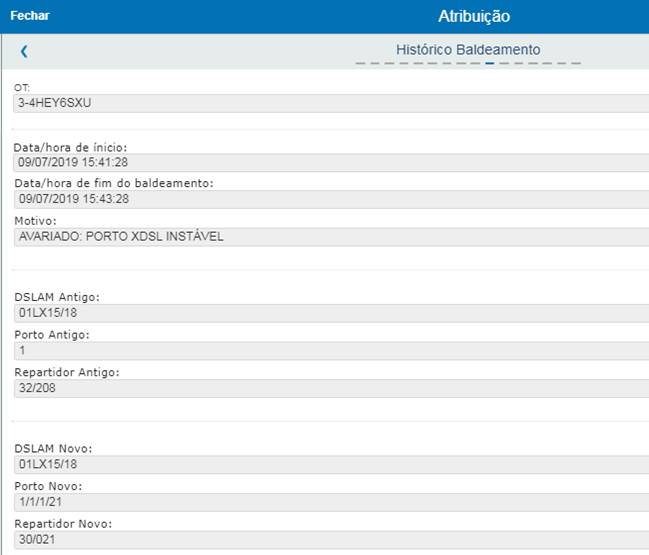 Fechar
Atribuição
Histórico Baldeamento
OT:
3-4HEY6SXU
Data/hora de ínicio:
09/07/2019 15:41:28
Data/hora de fim do baldeamento:
09/07/2019 15:43:28
Motivo:
AVARIADO: PORTO XDSL INSTÁVEL
DSLAM Antigo:
01LX15/18
Porto Antigo:
1
Repartidor Antigo:
32/208
DSLAM Novo:
01LX15/18
Porto Novo:
1/1/1/21
Repartidor Novo:
30/021